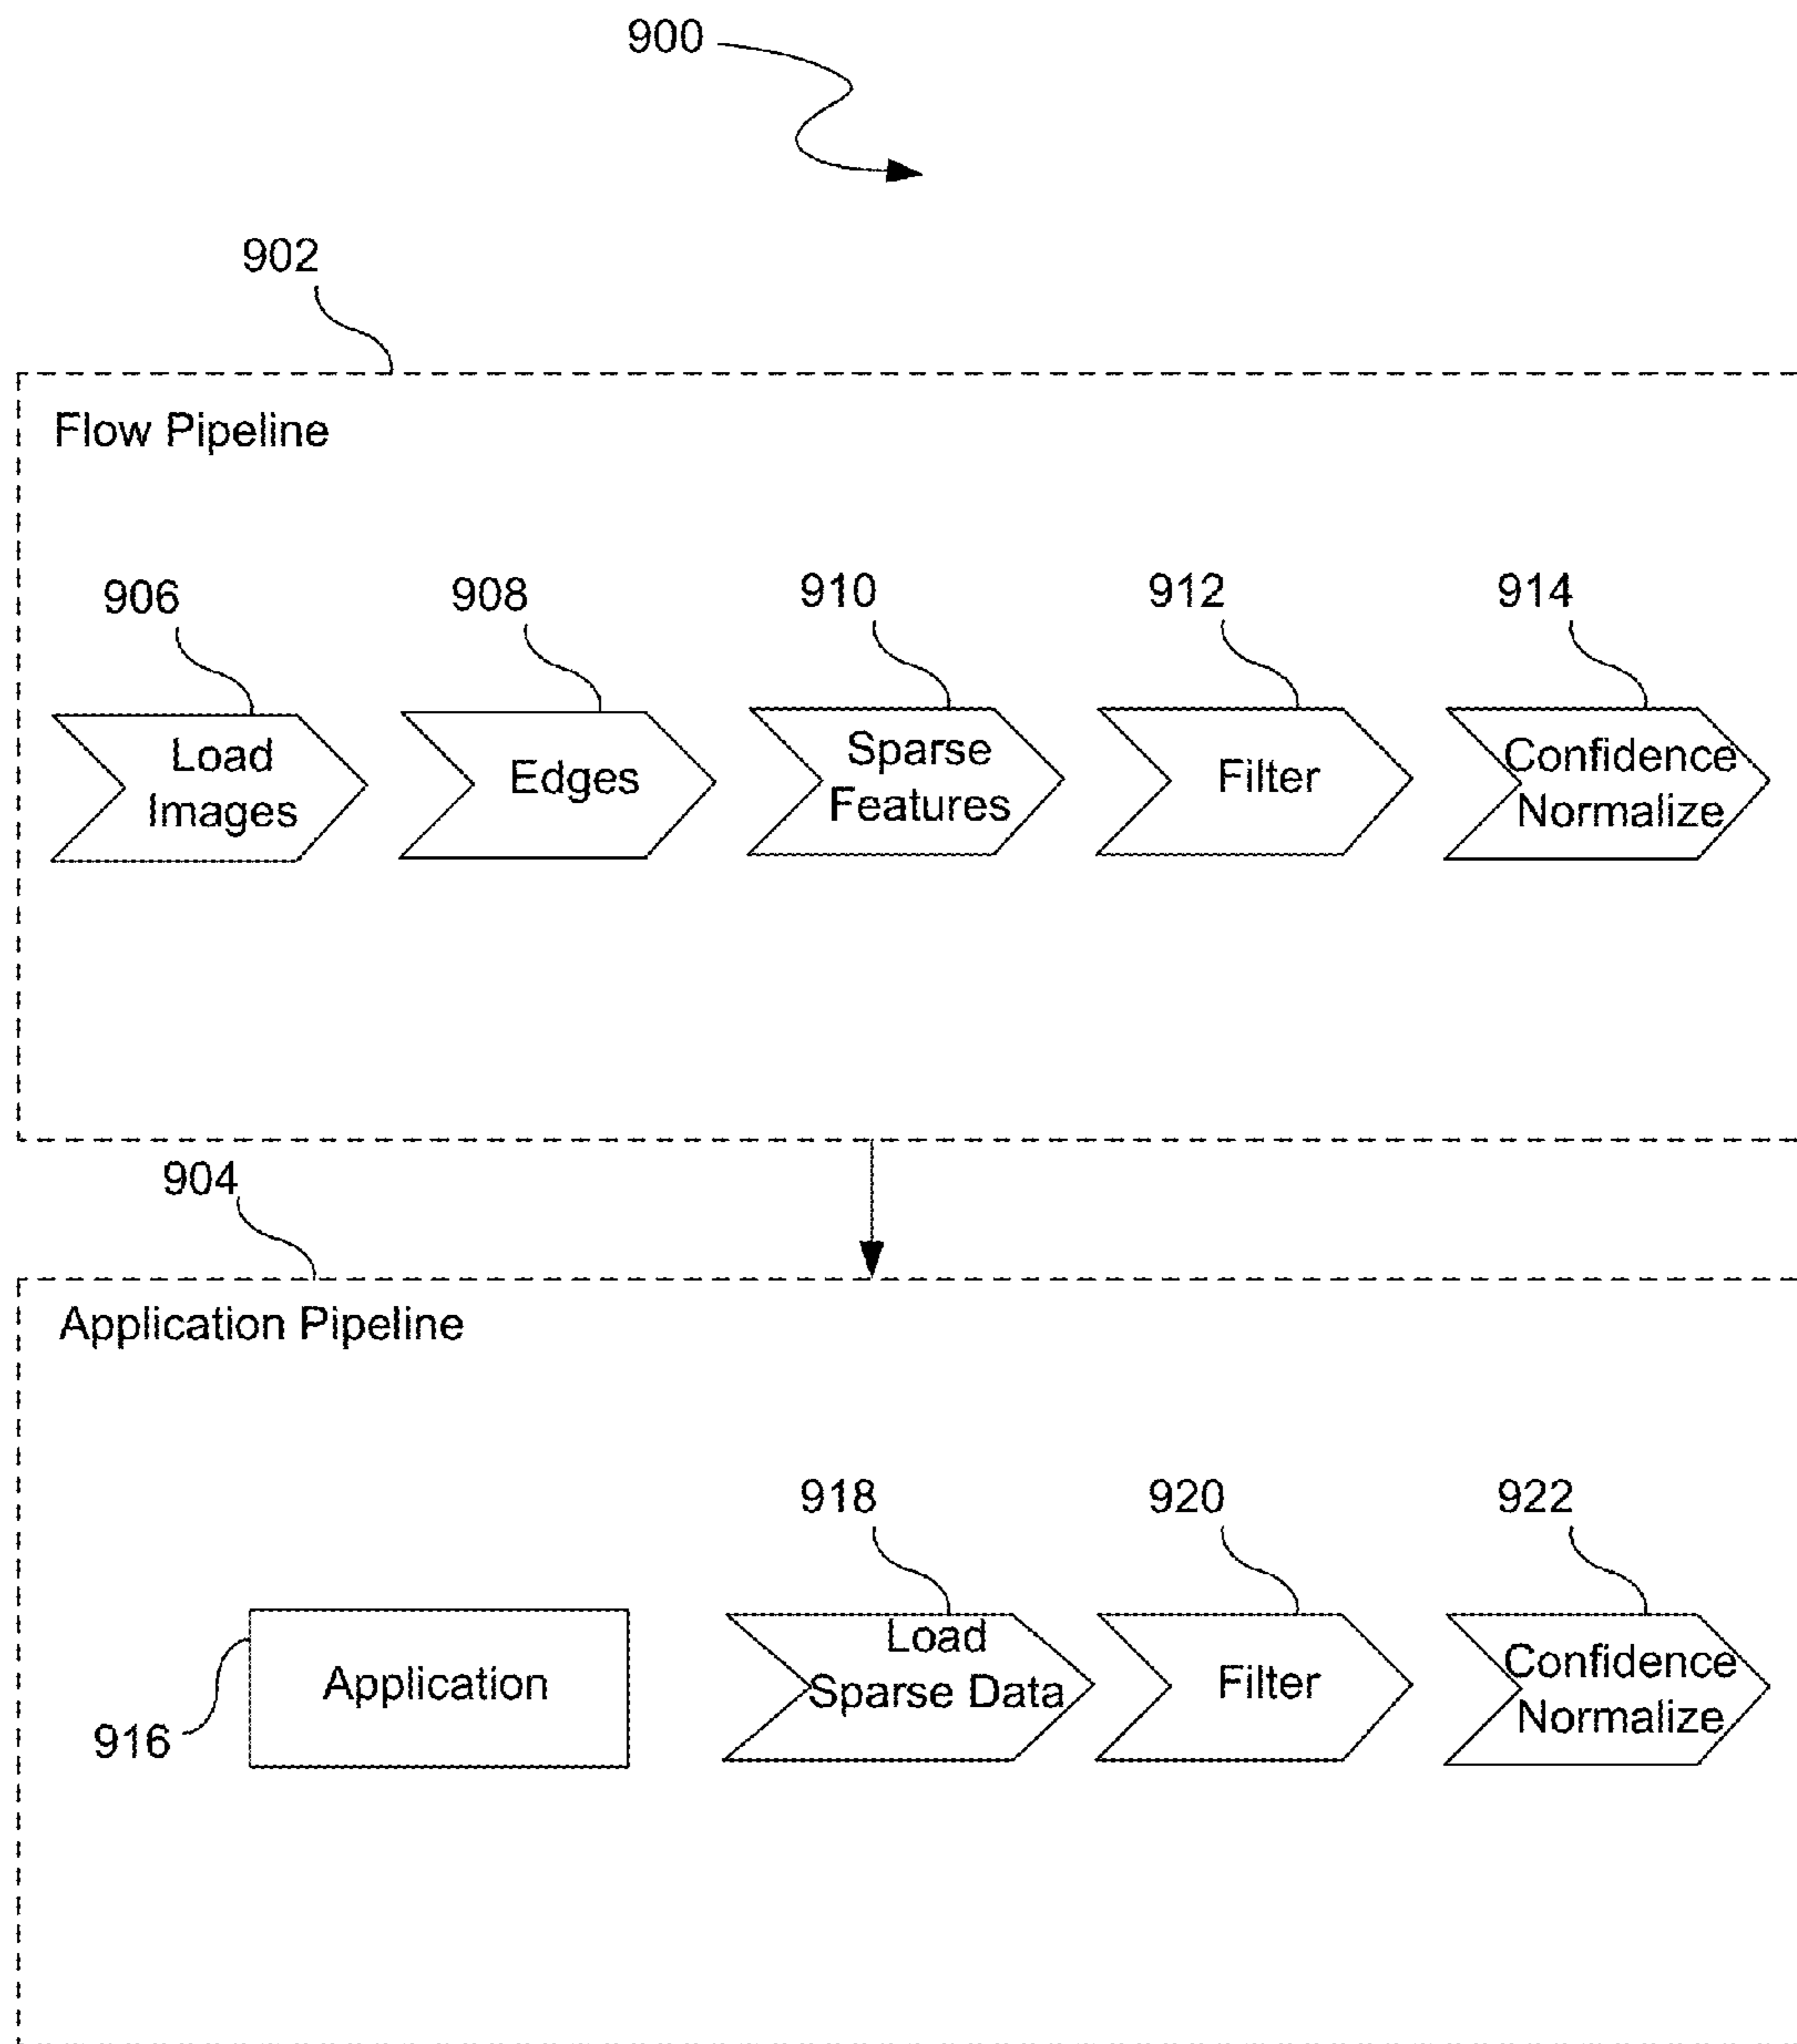 900
902
Flow Pipeline
906
908
910
912
914
Load
Images
Edges
Sparse
Features
Filter
Confidence
Normalize
904
Application Pipeline
918
920
922
916
Application
Load
Sparse Data
Filter
Confidence
Normalize